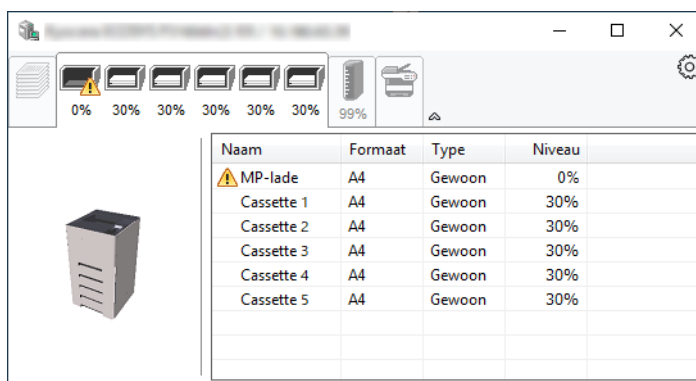 0% 30% 30% 30% 30% 30% 99%
Naam Formaat Type Niveau
MP-lade A4 Gewoon 0%
Cassette 1 A4 Gewoon 30%
Cassette 2 A4 Gewoon 30%
Cassette 3 A4 Gewoon 30%
Cassette 4 A4 Gewoon 30%
Cassette 5 A4 Gewoon 30%